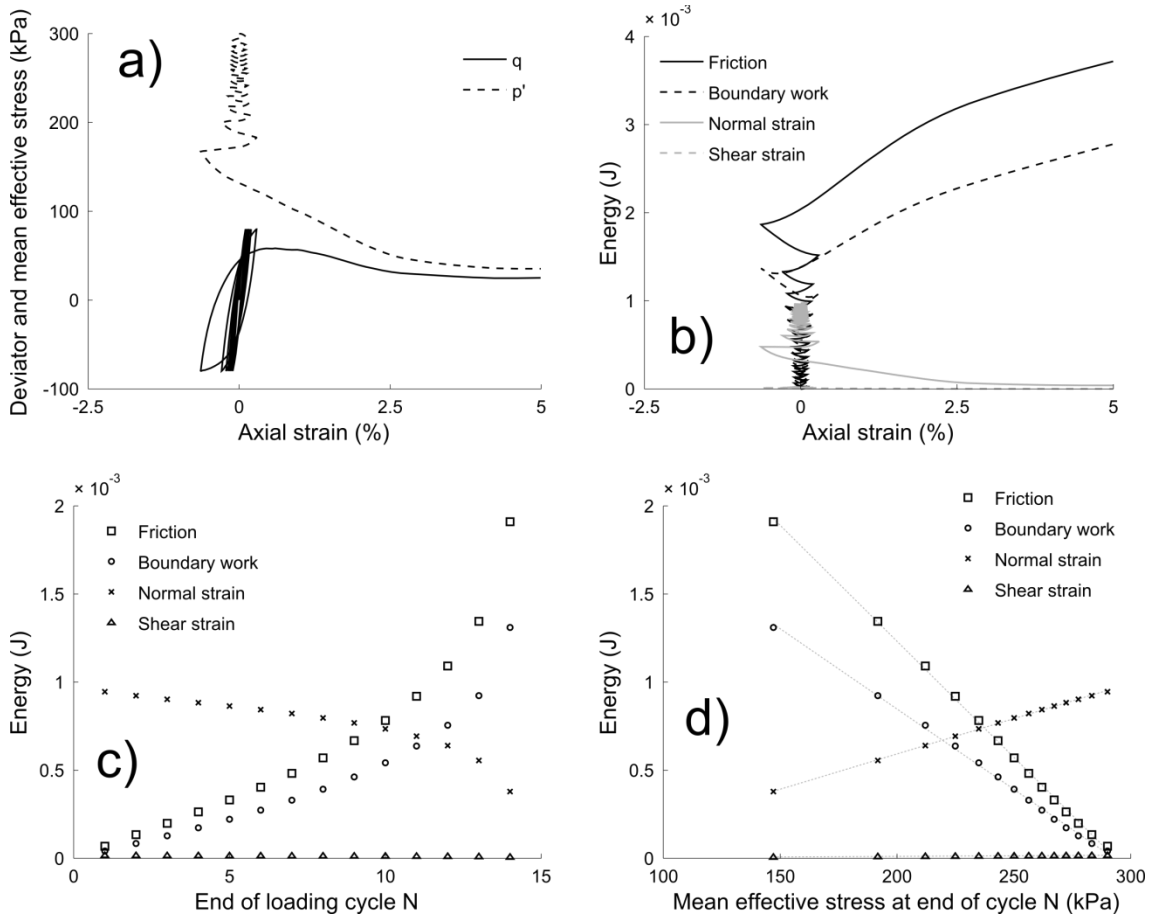 a)
Deviator and mean effective stress (kPa)
300
200
100
0
-100
q
p'
-2.5
0
2.5
5
Axial strain (%)
b)
× 10⁻³
Energy (J)
4
3
2
1
0
Friction
Boundary work
Normal strain
Shear strain
-2.5
0
2.5
5
Axial strain (%)
c)
× 10⁻³
Energy (J)
2
1.5
1
0.5
0
Friction
Boundary work
Normal strain
Shear strain
0
5
10
15
End of loading cycle N
d)
× 10⁻³
Energy (J)
2
1.5
1
0.5
0
Friction
Boundary work
Normal strain
Shear strain
100
150
200
250
300
Mean effective stress at end of cycle N (kPa)